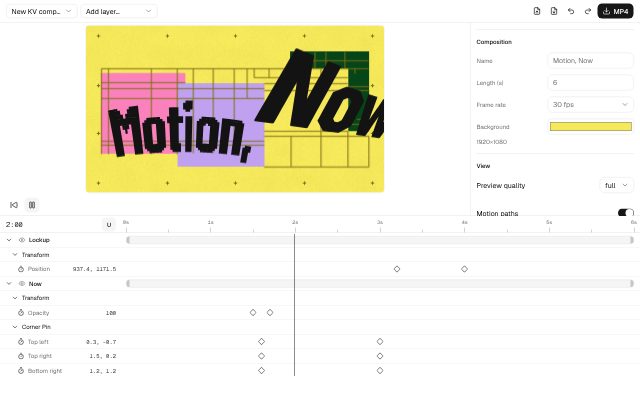 New KV comp...
Add layer...
MP4
Motion,
Now
Composition
Name
Motion, Now
Length (s)
6
Frame rate
30 fps
Background
1920×1080
View
Preview quality
full
Motion paths
2:00
0s
1s
2s
3s
4s
5s
6s
Lockup
Transform
Position
937.4, 1171.5
Now
Transform
Opacity
100
Corner Pin
Top left
0.3, -0.7
Top right
1.5, 0.2
Bottom right
1.2, 1.2